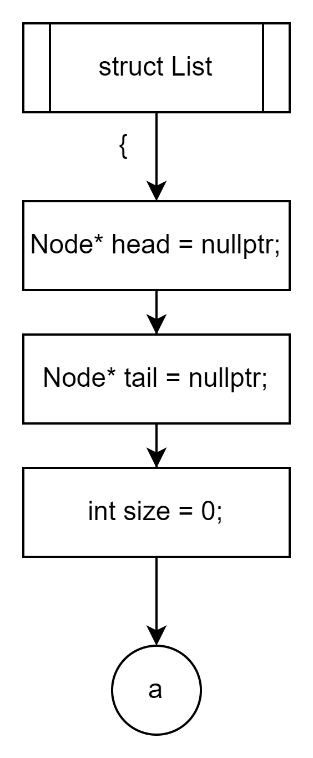 struct List
{
Node* head = nullptr;
Node* tail = nullptr;
int size = 0;
a